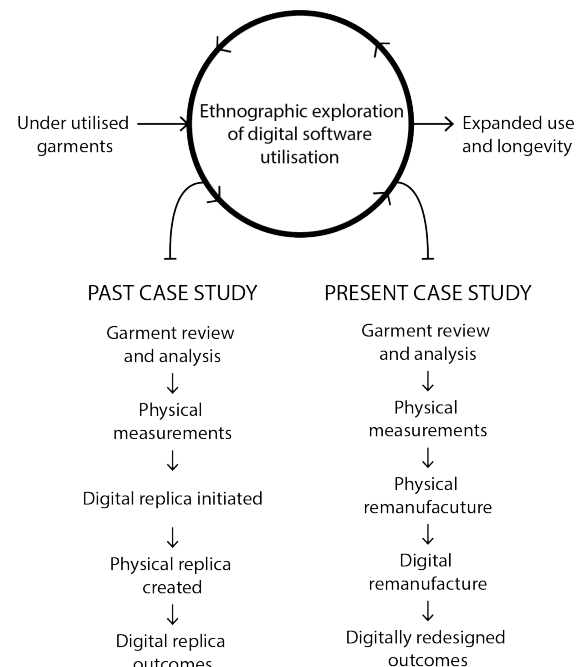 Ethnographic exploration
of digital software
utilisation
Under utilised
garments
Expanded use
and longevity
PAST CASE STUDY
Garment review
and analysis
Physical
measurements
Digital replica initiated
Physical replica
created
Digital replica
outcomes
PRESENT CASE STUDY
Garment review
and analysis
Physical
measurements
Physical
remanufacuture
Digital
remanufacture
Digitally redesigned
outcomes